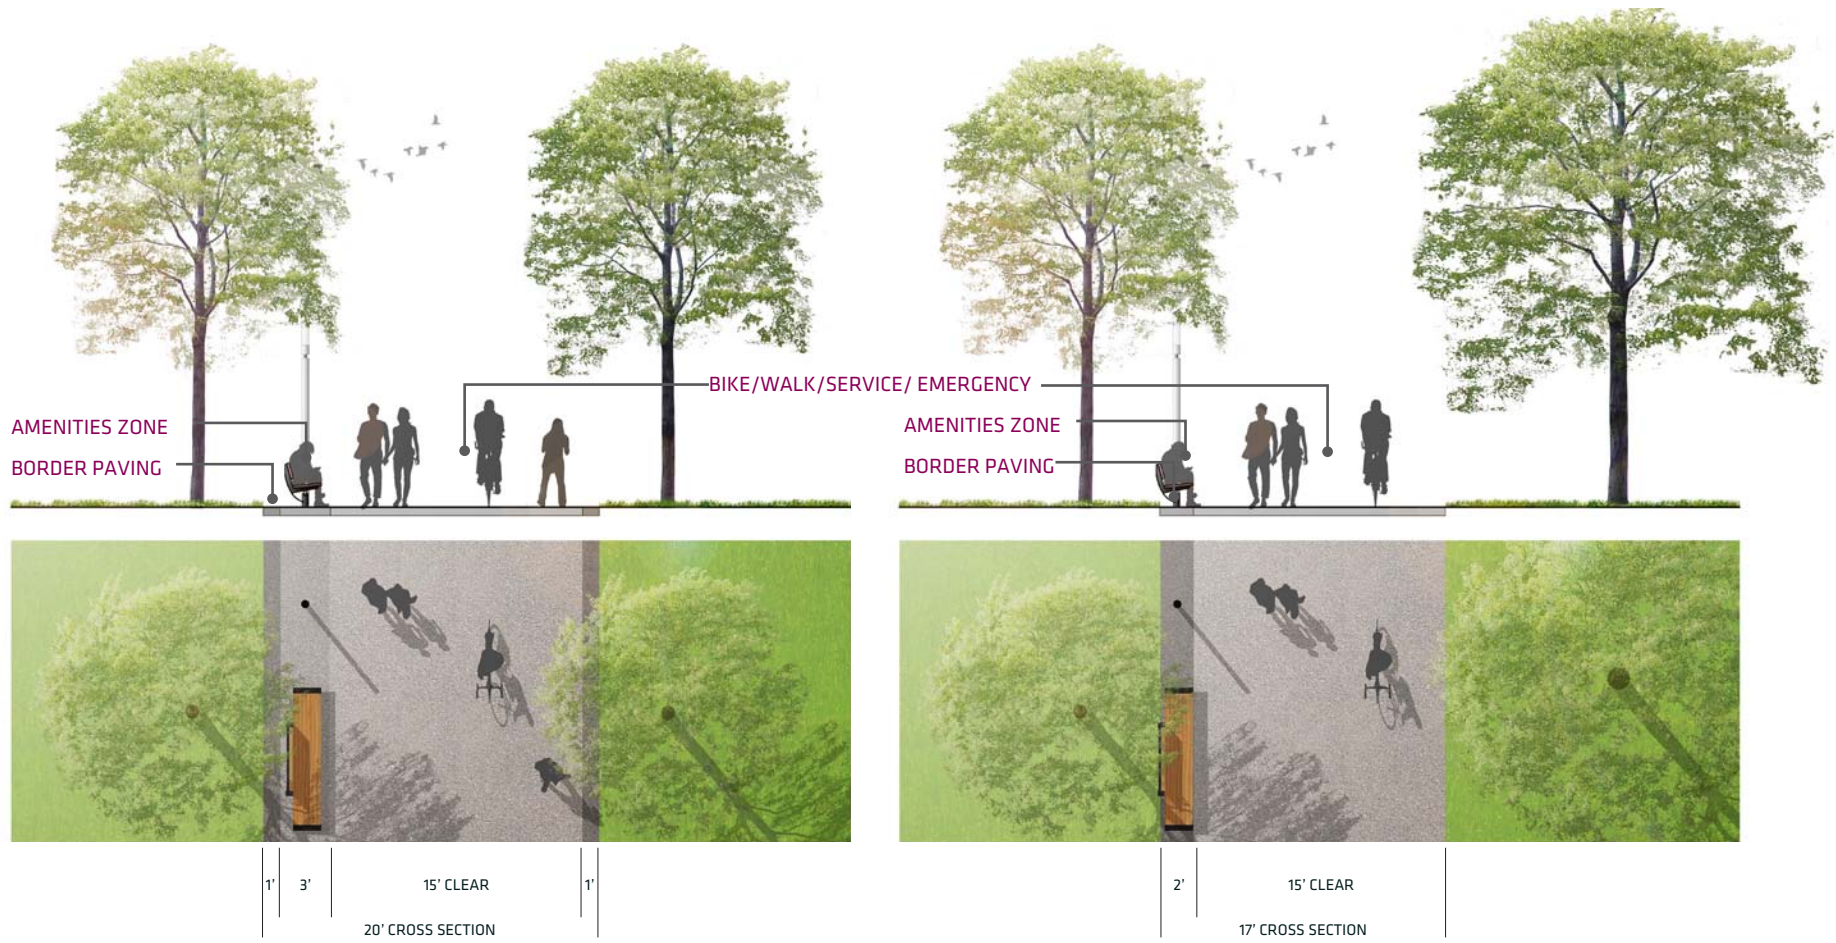 BIKE/WALK/SERVICE/ EMERGENCY
AMENITIES ZONE
BORDER PAVING
AMENITIES ZONE
BORDER PAVING
1’ 3’ 15’ CLEAR 1’
20’ CROSS SECTION
2’ 15’ CLEAR
17’ CROSS SECTION